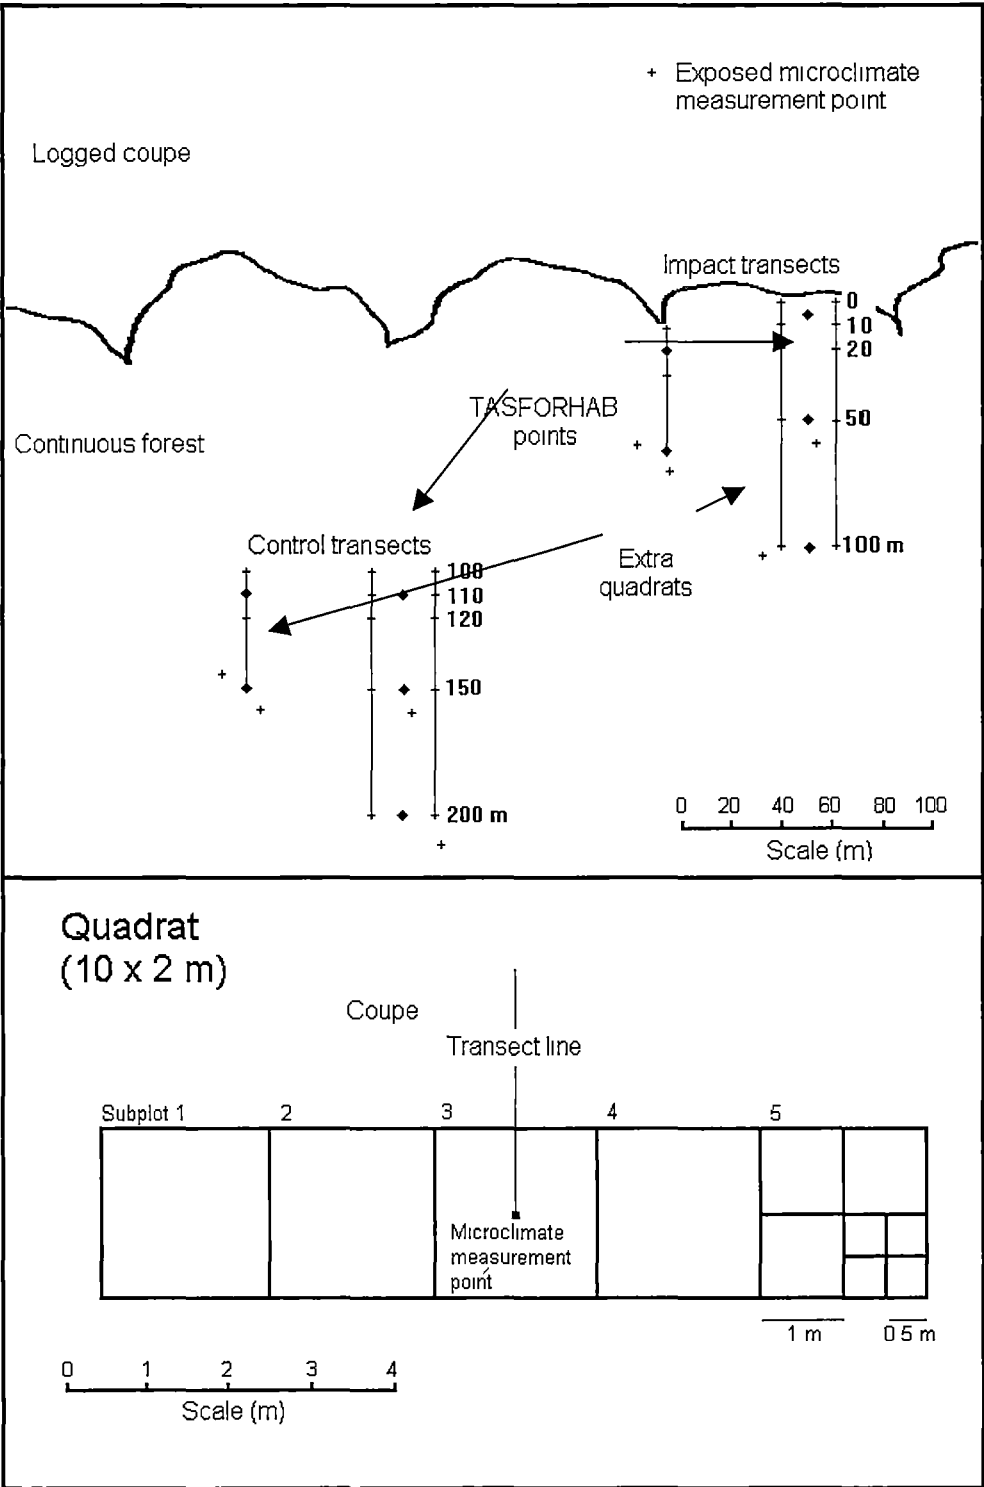 + Exposed microclimate
measurement point
Logged coupe
Impact transects
0
10
20
50
100 m
TASFORHAB
points
Continuous forest
Control transects
Extra
quadrats
100
110
120
150
200 m
0 20 40 60 80 100
Scale (m)
Quadrat
(10 x 2 m)
Coupe
Transect line
Subplot 1 2 3 4 5
Microclimate
measurement
point
1 m 0 5 m
0 1 2 3 4
Scale (m)